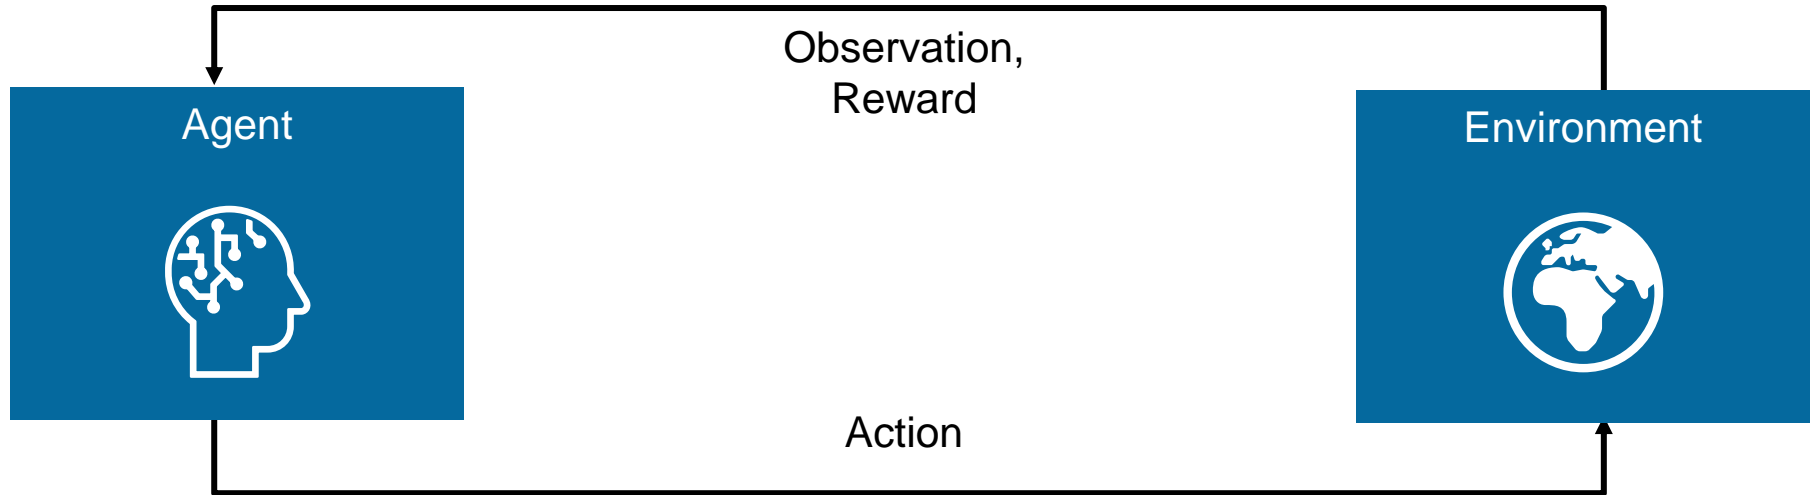 Observation,
Reward
Agent
Environment
Action